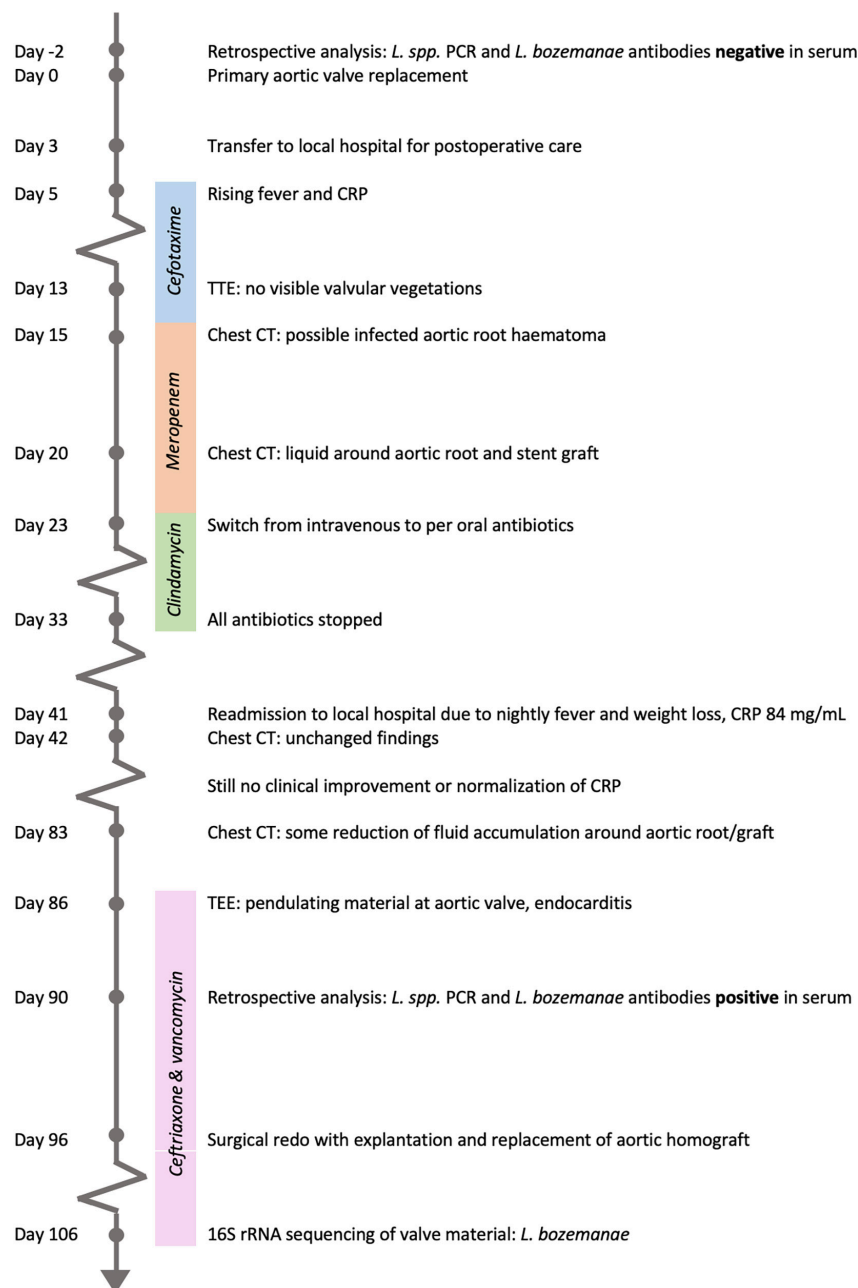 Day -2 Retrospective analysis: L. spp. PCR and L. bozemanae antibodies negative in serum
Day 0 Primary aortic valve replacement
Day 3 Transfer to local hospital for postoperative care
Day 5 Rising fever and CRP
Cefotaxime
Day 13 TTE: no visible valvular vegetations
Day 15 Chest CT: possible infected aortic root haematoma
Meropenem
Day 20 Chest CT: liquid around aortic root and stent graft
Day 23 Switch from intravenous to per oral antibiotics
Clindamycin
Day 33 All antibiotics stopped
Day 41 Readmission to local hospital due to nightly fever and weight loss, CRP 84 mg/mL
Day 42 Chest CT: unchanged findings
Still no clinical improvement or normalization of CRP
Day 83 Chest CT: some reduction of fluid accumulation around aortic root/graft
Day 86 TEE: pendulating material at aortic valve, endocarditis
Day 90 Retrospective analysis: L. spp. PCR and L. bozemanae antibodies positive in serum
Ceftriaxone & vancomycin
Day 96 Surgical redo with explantation and replacement of aortic homograft
Day 106 16S rRNA sequencing of valve material: L. bozemanae